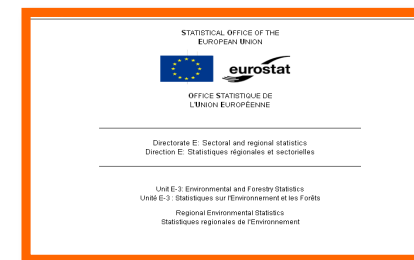 STATISTICAL OFFICE OF THE
EUROPEAN UNION
eurostat
OFFICE STATISTIQUE DE
L'UNION EUROPÉENNE
Directorate E: Sectoral and regional statistics
Direction E: Statistiques régionales et sectorielles
Unit E-3: Environmental and Forestry Statistics
Unité E-3 : Statistiques sur l'Environnement et les Forêts
Regional Environmental Statistics
Statistiques regionales de l'Environnement